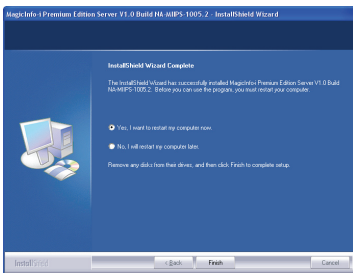 MagicInfo-i Premium Edition Server V1.0 Build NA-MIIPS-1005.2 - InstallShield Wizard
InstallShield Wizard Complete
The InstallShield Wizard has successfully installed MagicInfo-i Premium Edition Server V1.0 Build
NA-MIIPS-1005.2. Before you can use the program, you must restart your computer.
Yes, I want to restart my computer now.
No, I will restart my computer later.
Remove any disks from their drives, and then click Finish to complete setup.
InstallShield
< Back
Finish
Cancel